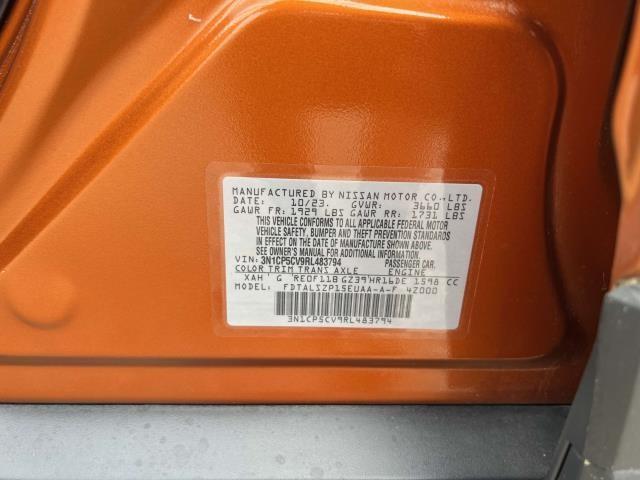 MANUFACTURED BY NISSAN MOTOR CO.,LTD.
DATE: 10/23. GVWR: 3660 LBS
GAWR FR: 1929 LBS GAWR RR: 1731 LBS
THIS VEHICLE CONFORMS TO ALL APPLICABLE FEDERAL MOTOR
VEHICLE SAFETY, BUMPER AND THEFT PREVENTION STANDARDS
IN EFFECT ON THE DATE OF MANUFACTURE SHOWN ABOVE.
SEE OWNER'S MANUAL FOR ADDITIONAL INFORMATION.
VIN: 3N1CP5CV9RL483794 PASSENGER CAR.
COLOR TRIM TRANS AXLE ENGINE
XAH' G RE0F11B GZ39 HR16DE 1598 CC
MODEL: FDTALSZP15EUAA-A-F 42000
3N1CP5CV9RL483794